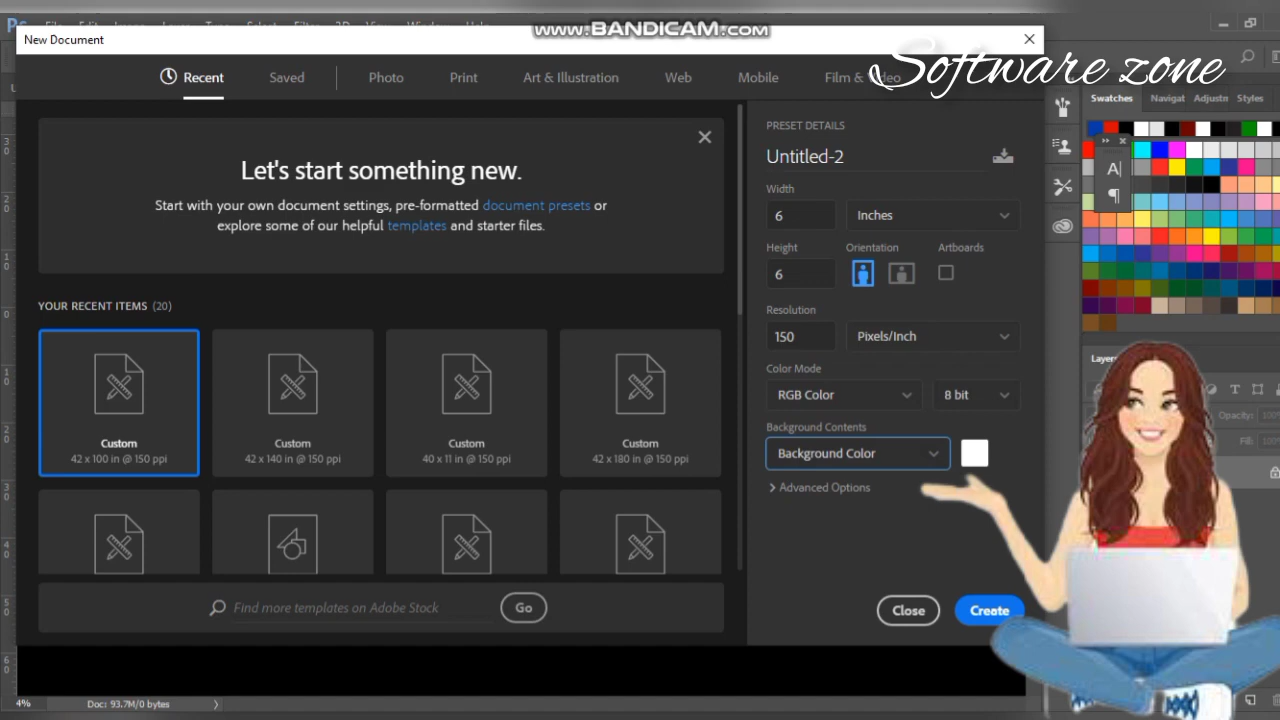 www.BANDICAM.com
New Document
Software zone
Recent
Saved
Photo
Print
Art & Illustration
Web
Mobile
Film &
Let's start something new.
Start with your own document settings, pre-formatted document presets or
explore some of our helpful templates and starter files.
YOUR RECENT ITEMS (20)
Custom
42 x 100 in @ 150 ppi
Custom
42 x 140 in @ 150 ppi
Custom
40 x 11 in @ 150 ppi
Custom
42 x 180 in @ 150 ppi
Find more templates on Adobe Stock
Go
PRESET DETAILS
Untitled-2
Width
6
Inches
Height
Orientation
Artboards
6
Resolution
150
Pixels/Inch
Color Mode
RGB Color
8 bit
Background Contents
Background Color
Advanced Options
Close
Create
Swatches
Navigat
Adjustn
Styles
A|
¶
Layer
Opacity:
Fill:
4%
Doc: 93.7M/0 bytes